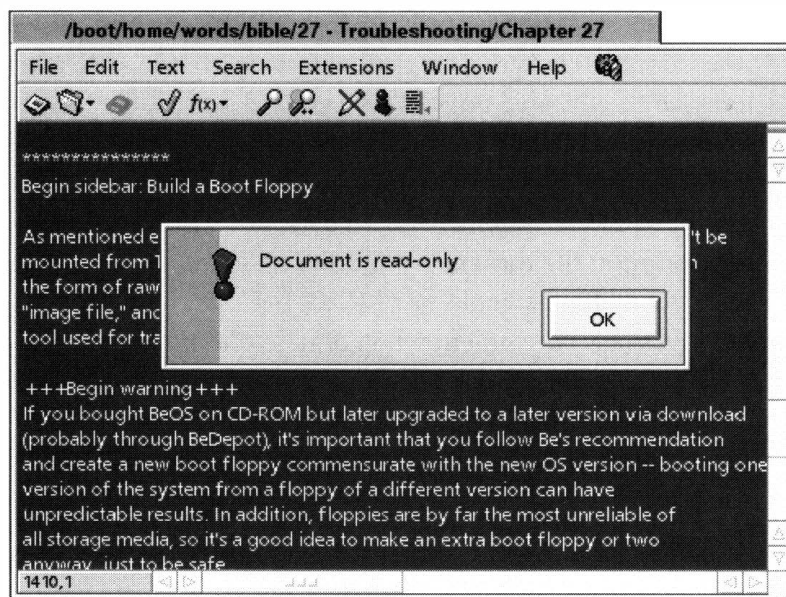 /boot/home/words/bible/27 - Troubleshooting/Chapter 27
File Edit Text Search Extensions Window Help
f(x)
***************
Begin sidebar: Build a Boot Floppy
As mentioned e 't be
mounted from
the form of raw
"image file," and
tool used for tra
Document is read-only
OK
+++Begin warning+++
If you bought BeOS on CD-ROM but later upgraded to a later version via download
(probably through BeDepot), it's important that you follow Be's recommendation
and create a new boot floppy commensurate with the new OS version -- booting one
version of the system from a floppy of a different version can have
unpredictable results. In addition, floppies are by far the most unreliable of
all storage media, so it's a good idea to make an extra boot floppy or two
anyway, just to be safe
1410,1